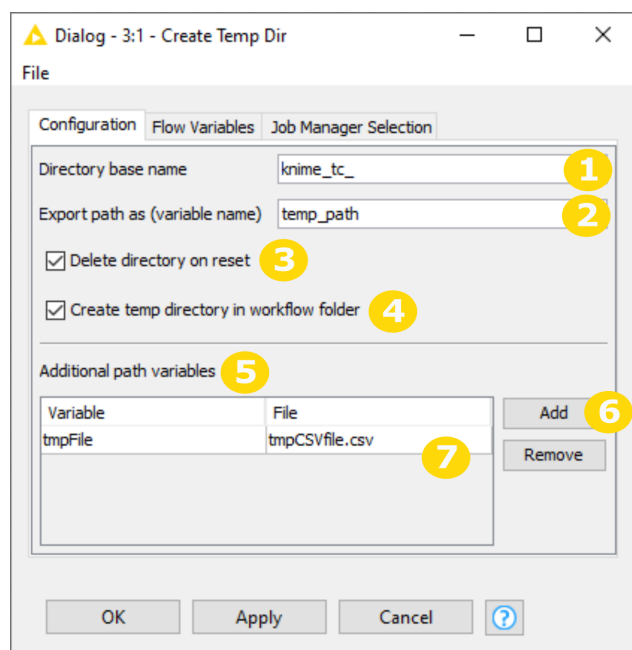 Dialog - 3:1 - Create Temp Dir
File
Configuration Flow Variables Job Manager Selection
Directory base name knime_tc_ 1
Export path as (variable name) temp_path 2
Delete directory on reset 3
Create temp directory in workflow folder 4
Additional path variables 5
Variable File Add 6
tmpFile tmpCSVfile.csv 7
Remove
OK Apply Cancel ?